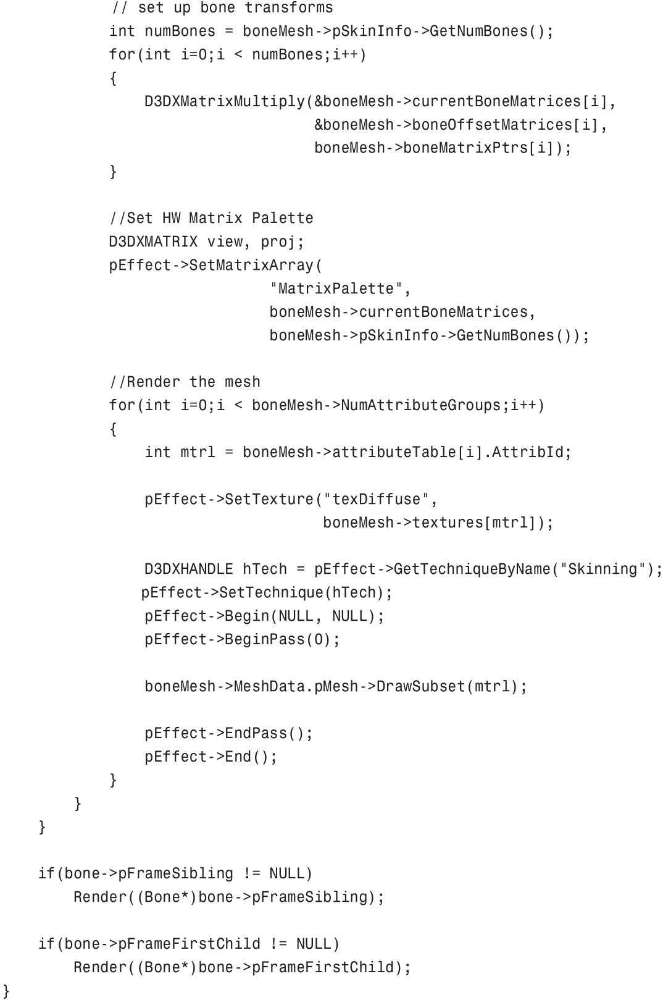 // set up bone transforms
int numBones = boneMesh->pSkinInfo->GetNumBones();
for(int i=0;i < numBones;i++)
{
D3DXMatrixMultiply(&boneMesh->currentBoneMatrices[i],
&boneMesh->boneOffsetMatrices[i],
boneMesh->boneMatrixPtrs[i]);
}
//Set HW Matrix Palette
D3DXMATRIX view, proj;
pEffect->SetMatrixArray(
"MatrixPalette",
boneMesh->currentBoneMatrices,
boneMesh->pSkinInfo->GetNumBones());
//Render the mesh
for(int i=0;i < boneMesh->NumAttributeGroups;i++)
{
int mtrl = boneMesh->attributeTable[i].AttribId;
pEffect->SetTexture("texDiffuse",
boneMesh->textures[mtrl]);
D3DXHANDLE hTech = pEffect->GetTechniqueByName("Skinning");
pEffect->SetTechnique(hTech);
pEffect->Begin(NULL, NULL);
pEffect->BeginPass(0);
boneMesh->MeshData.pMesh->DrawSubset(mtrl);
pEffect->EndPass();
pEffect->End();
}
}
}
if(bone->pFrameSibling != NULL)
Render((Bone*)bone->pFrameSibling);
if(bone->pFrameFirstChild != NULL)
Render((Bone*)bone->pFrameFirstChild);
}